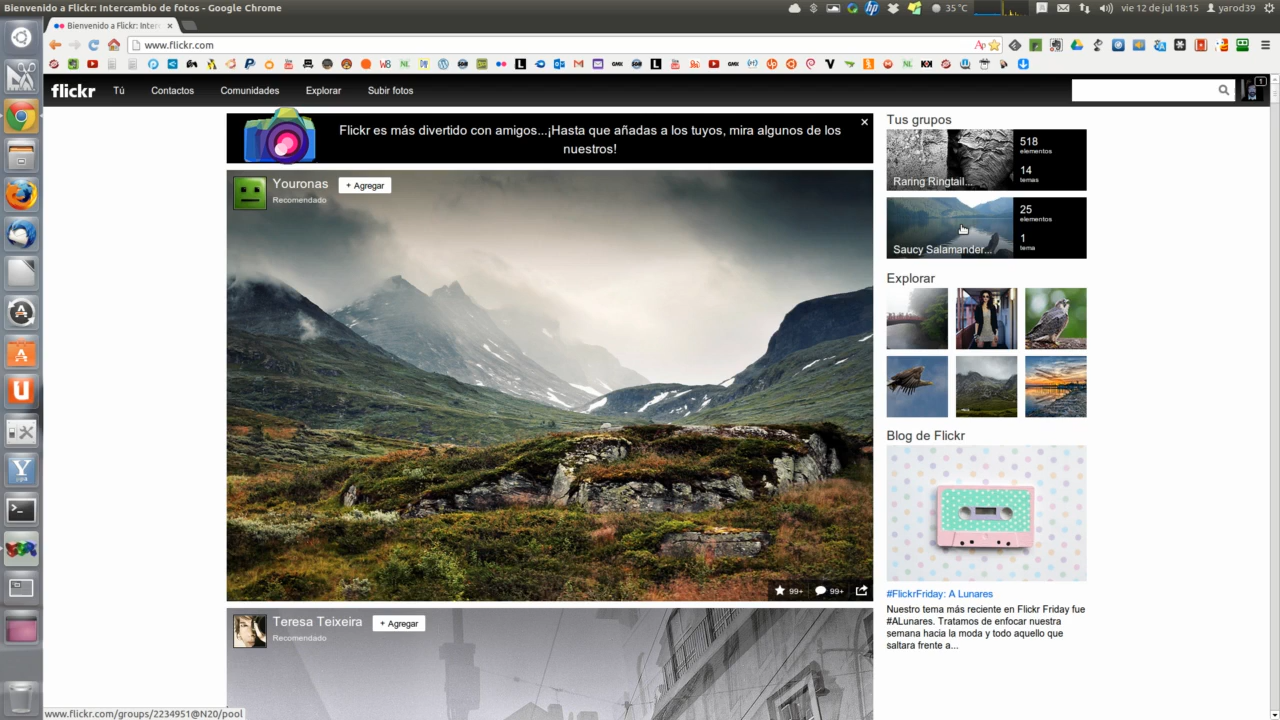 Bienvenido a Flickr: Intercambio de fotos - Google Chrome
35 °C
vie 12 de jul 18:15
yarod39
Bienvenido a Flickr: Inter
www.flickr.com
flickr
Tú
Contactos
Comunidades
Explorar
Subir fotos
1
Flickr es más divertido con amigos...¡Hasta que añadas a los tuyos, mira algunos de los
nuestros!
Youronas
+ Agregar
Recomendado
99+
99+
Teresa Teixeira
+ Agregar
Recomendado
Tus grupos
518
elementos
14
temas
Raring Ringtail...
25
elementos
1
tema
Saucy Salamander...
Explorar
Blog de Flickr
#FlickrFriday: A Lunares
Nuestro tema más reciente en Flickr Friday fue
#ALunares. Tratamos de enfocar nuestra
semana hacia la moda y todo aquello que
saltara frente a...
www.flickr.com/groups/2234951@N20/pool